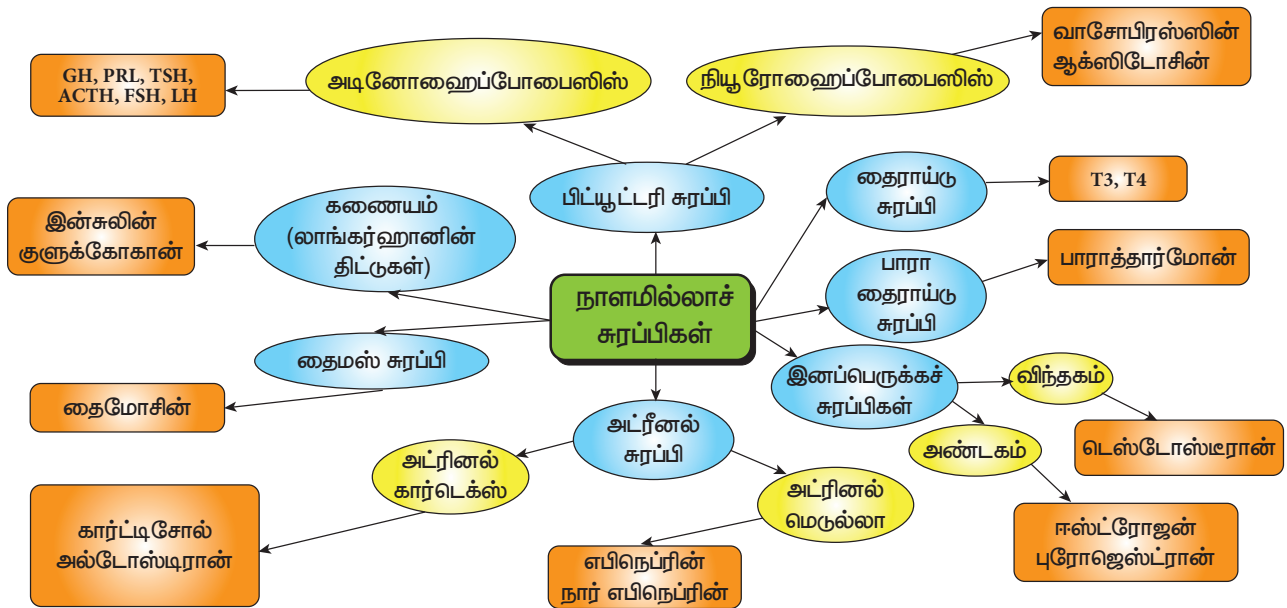 வாசோபிரஸ்ஸின்
ஆக்ஸிடோசின்
GH, PRL, TSH,
ACTH, FSH, LH
அடினோஹைப்போபைஸிஸ்
நியூரோஹைப்போபைஸிஸ்
பிட்யூட்டரி சுரப்பி
தைராய்டு
சுரப்பி
T3, T4
இன்சுலின்
குளுக்கோகான்
கணையம்
(லாங்கர்ஹானின்
திட்டுகள்)
நாளமில்லாச்
சுரப்பிகள்
பாரா
தைராய்டு
சுரப்பி
பாராத்தார்மோன்
தைமஸ் சுரப்பி
இனப்பெருக்கச்
சுரப்பிகள்
விந்தகம்
தைமோசின்
அட்ரீனல்
சுரப்பி
அண்டகம்
டெஸ்டோஸ்டீரான்
அட்ரினல்
கார்டெக்ஸ்
அட்ரினல்
மெடுல்லா
கார்ட்டிசோல்
அல்டோஸ்டிரான்
எபிநெப்ரின்
நார் எபிநெப்ரின்
ஈஸ்ட்ரோஜன்
புரோஜெஸ்ட்ரான்